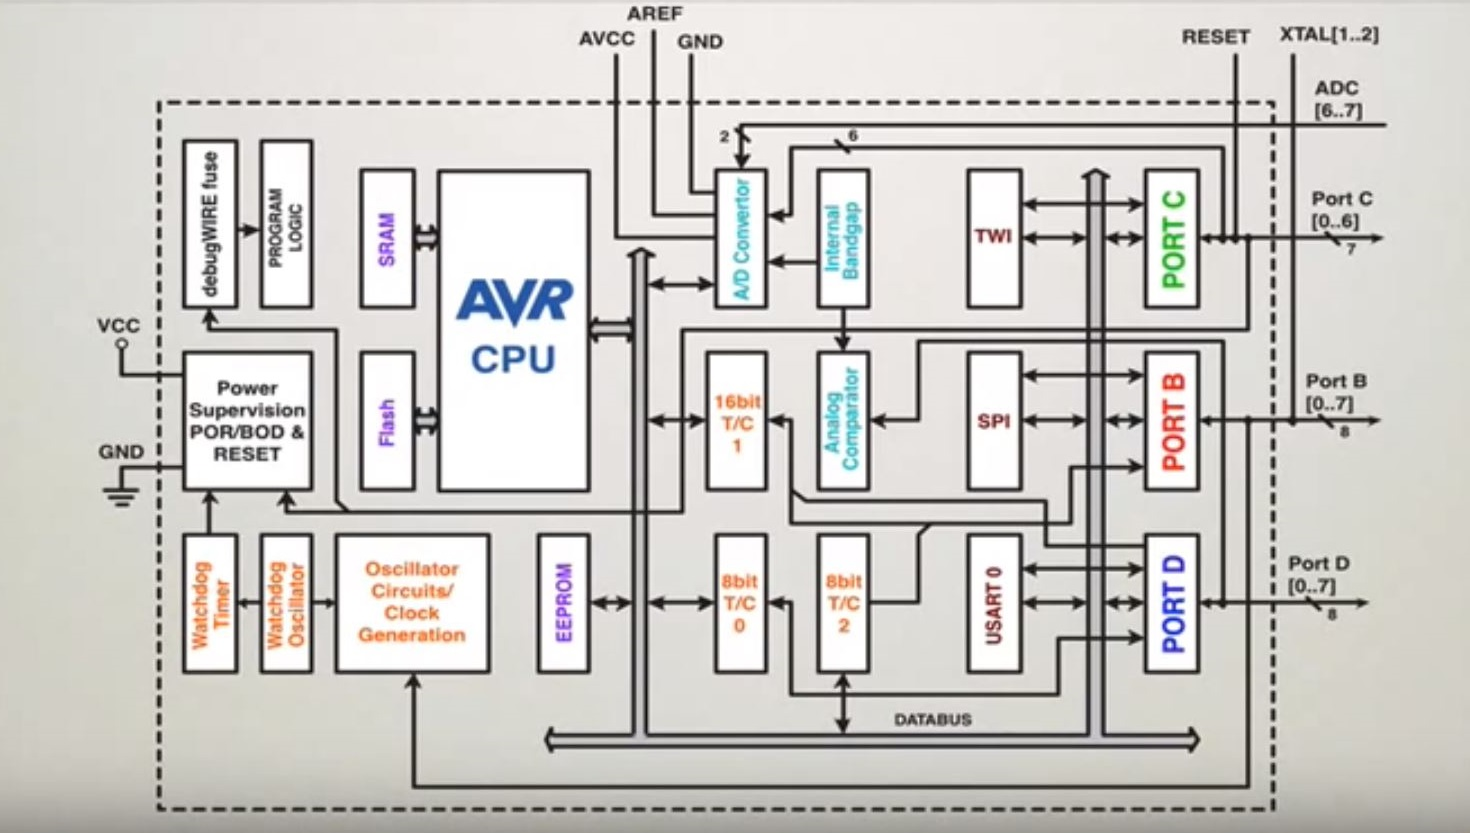 AREF
AVCC
GND
RESET
XTAL[1..2]
ADC
[6..7]
2
6
debugWIRE fuse
PROGRAM
LOGIC
SRAM
AVR
CPU
A/D Convertor
Internal
Bandgap
TWI
PORT C
Port C
[0..6]
7
VCC
GND
Power
Supervision
POR/BOD &
RESET
Flash
16bit
T/C
1
Analog
Comparator
SPI
PORT B
Port B
[0..7]
8
Watchdog
Timer
Watchdog
Oscillator
Oscillator
Circuits/
Clock
Generation
EEPROM
8bit
T/C
0
8bit
T/C
2
USART 0
PORT D
Port D
[0..7]
8
DATABUS